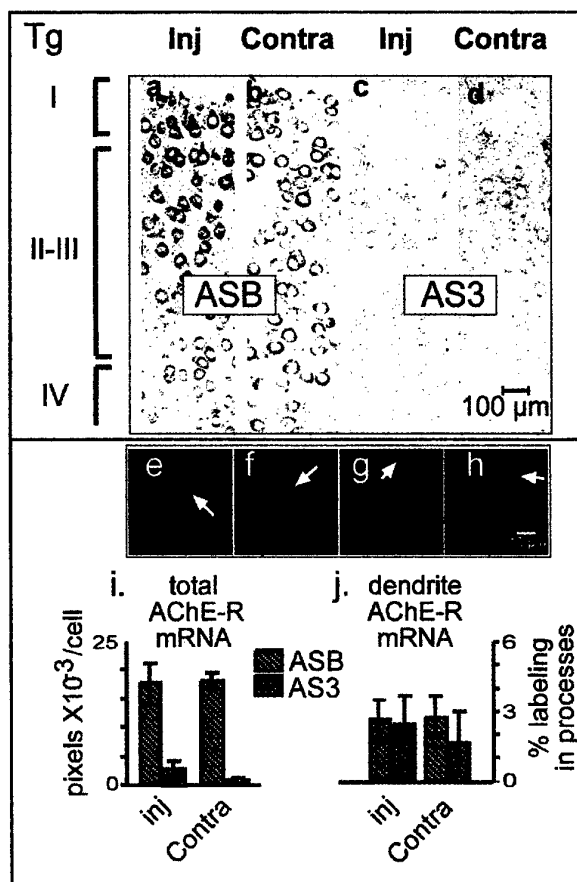 Tg Inj Contra Inj Contra
a b c d
I
II-III
ASB AS3
IV
100 µm
e f g h
i. total AChE-R mRNA
j. dendrite AChE-R mRNA
25
0
pixels X10⁻³/cell
ASB
AS3
6
3
0
% labeling in processes
inj Contra
Inj Contra